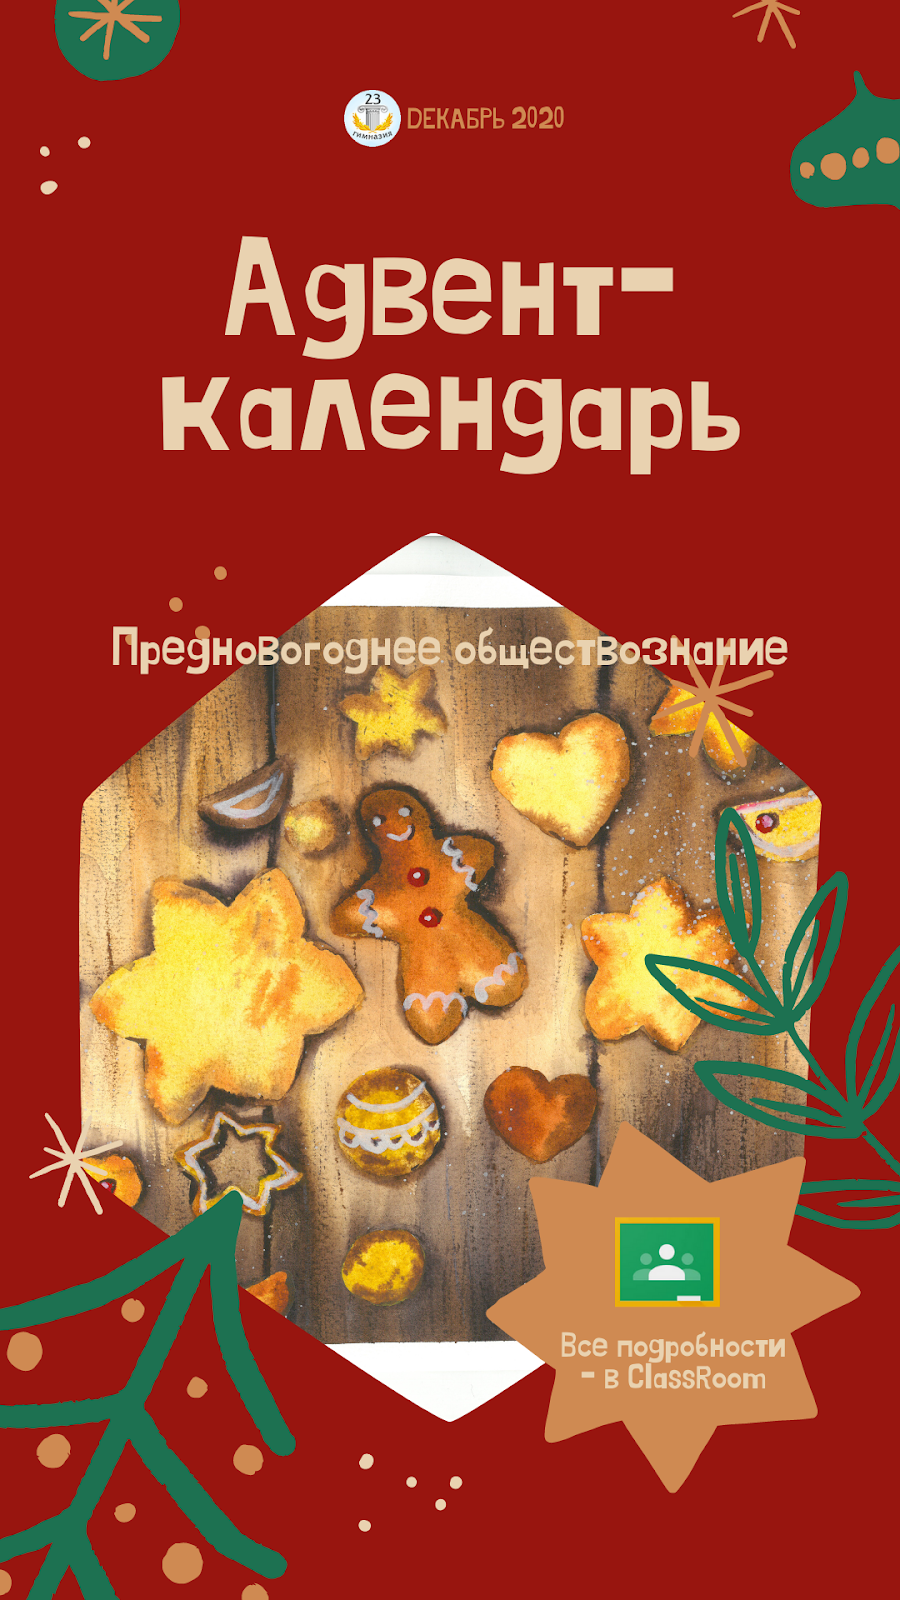 23
ГИМНАЗИЯ
ДЕКАБРЬ 2020
Адвент-
календарь
Предновогоднее обществознание
Все подробности
- в ClassRoom